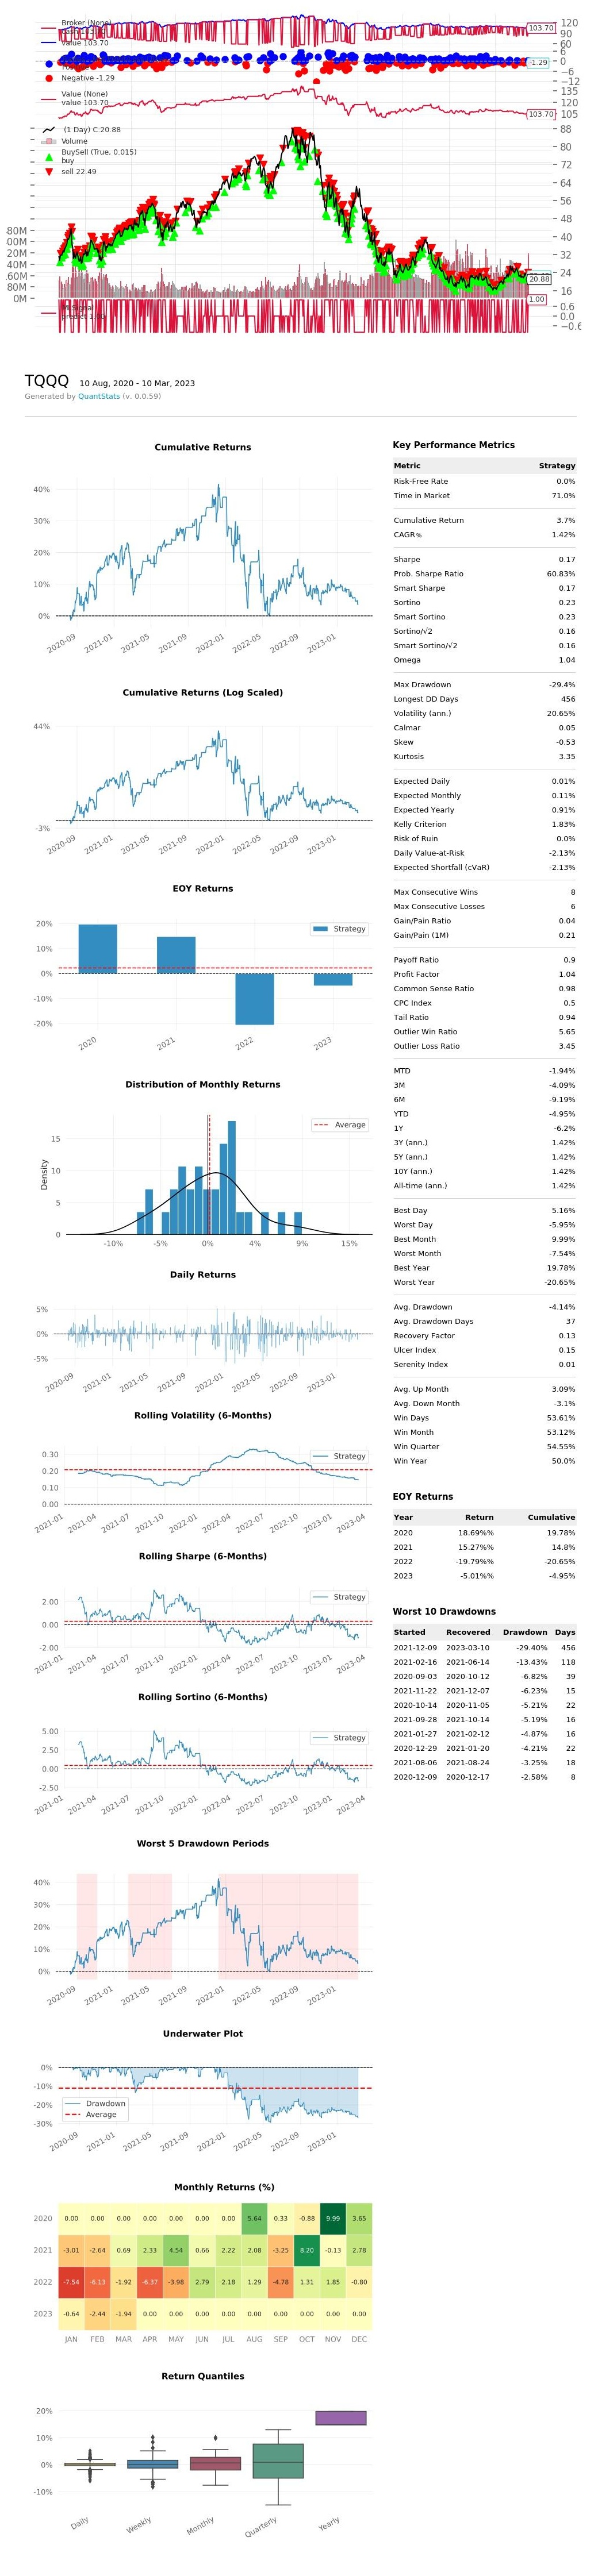 Broker (None)
Value 103.70
Negative -1.29
Value (None)
value 103.70
(1 Day) C:20.88
Volume
BuySell (True, 0.015)
buy
sell 22.49
120
90
60
6
0
-6
-12
135
120
105
88
80
72
64
56
48
40
32
24
16
0.6
0.0
-0.6
103.70
-1.29
103.70
20.88
1.00
80M
00M
40M
60M
80M
0M
TQQQ 10 Aug, 2020 - 10 Mar, 2023
Generated by QuantStats (v. 0.0.59)
Cumulative Returns
40%
30%
20%
10%
0%
2020-09 2021-01 2021-05 2021-09 2022-01 2022-05 2022-09 2023-01
Cumulative Returns (Log Scaled)
44%
-3%
2020-09 2021-01 2021-05 2021-09 2022-01 2022-05 2022-09 2023-01
EOY Returns
Strategy
20%
10%
0%
-10%
-20%
2020 2021 2022 2023
Distribution of Monthly Returns
Average
Density
15
10
5
0
-10% -5% 0% 4% 9% 15%
Daily Returns
5%
0%
-5%
2020-09 2021-01 2021-05 2021-09 2022-01 2022-05 2022-09 2023-01
Rolling Volatility (6-Months)
Strategy
0.30
0.20
0.10
0.00
2021-01 2021-04 2021-07 2021-10 2022-01 2022-04 2022-07 2022-10 2023-01 2023-04
Rolling Sharpe (6-Months)
Strategy
2.00
0.00
-2.00
2021-01 2021-04 2021-07 2021-10 2022-01 2022-04 2022-07 2022-10 2023-01 2023-04
Rolling Sortino (6-Months)
Strategy
5.00
2.50
0.00
-2.50
2021-01 2021-04 2021-07 2021-10 2022-01 2022-04 2022-07 2022-10 2023-01 2023-04
Worst 5 Drawdown Periods
40%
30%
20%
10%
0%
2020-09 2021-01 2021-05 2021-09 2022-01 2022-05 2022-09 2023-01
Underwater Plot
0%
-10%
-20%
-30%
Drawdown
Average
2020-09 2021-01 2021-05 2021-09 2022-01 2022-05 2022-09 2023-01
Monthly Returns (%)
2020 0.00 0.00 0.00 0.00 0.00 0.00 0.00 5.64 0.33 -0.88 9.99 3.65
2021 -3.01 -2.64 0.69 2.33 4.54 0.66 2.22 2.08 -3.25 8.20 -0.13 2.78
2022 -7.54 -6.13 -1.92 -6.37 -3.98 2.79 2.18 1.29 -4.78 1.31 1.85 -0.80
2023 -0.64 -2.44 -1.94 0.00 0.00 0.00 0.00 0.00 0.00 0.00 0.00 0.00
JAN FEB MAR APR MAY JUN JUL AUG SEP OCT NOV DEC
Return Quantiles
20%
10%
0%
-10%
Daily Weekly Monthly Quarterly Yearly
Key Performance Metrics
Metric Strategy
Risk-Free Rate 0.0%
Time in Market 71.0%
Cumulative Return 3.7%
CAGR﹪ 1.42%
Sharpe 0.17
Prob. Sharpe Ratio 60.83%
Smart Sharpe 0.17
Sortino 0.23
Smart Sortino 0.23
Sortino/√2 0.16
Smart Sortino/√2 0.16
Omega 1.04
Max Drawdown -29.4%
Longest DD Days 456
Volatility (ann.) 20.65%
Calmar 0.05
Skew -0.53
Kurtosis 3.35
Expected Daily 0.01%
Expected Monthly 0.11%
Expected Yearly 0.91%
Kelly Criterion 1.83%
Risk of Ruin 0.0%
Daily Value-at-Risk -2.13%
Expected Shortfall (cVaR) -2.13%
Max Consecutive Wins 8
Max Consecutive Losses 6
Gain/Pain Ratio 0.04
Gain/Pain (1M) 0.21
Payoff Ratio 0.9
Profit Factor 1.04
Common Sense Ratio 0.98
CPC Index 0.5
Tail Ratio 0.94
Outlier Win Ratio 5.65
Outlier Loss Ratio 3.45
MTD -1.94%
3M -4.09%
6M -9.19%
YTD -4.95%
1Y -6.2%
3Y (ann.) 1.42%
5Y (ann.) 1.42%
10Y (ann.) 1.42%
All-time (ann.) 1.42%
Best Day 5.16%
Worst Day -5.95%
Best Month 9.99%
Worst Month -7.54%
Best Year 19.78%
Worst Year -20.65%
Avg. Drawdown -4.14%
Avg. Drawdown Days 37
Recovery Factor 0.13
Ulcer Index 0.15
Serenity Index 0.01
Avg. Up Month 3.09%
Avg. Down Month -3.1%
Win Days 53.61%
Win Month 53.12%
Win Quarter 54.55%
Win Year 50.0%
EOY Returns
Year Return Cumulative
2020 18.69%% 19.78%
2021 15.27%% 14.8%
2022 -19.79%% -20.65%
2023 -5.01%% -4.95%
Worst 10 Drawdowns
Started Recovered Drawdown Days
2021-12-09 2023-03-10 -29.40% 456
2021-02-16 2021-06-14 -13.43% 118
2020-09-03 2020-10-12 -6.82% 39
2021-11-22 2021-12-07 -6.23% 15
2020-10-14 2020-11-05 -5.21% 22
2021-09-28 2021-10-14 -5.19% 16
2021-01-27 2021-02-12 -4.87% 16
2020-12-29 2021-01-20 -4.21% 22
2021-08-06 2021-08-24 -3.25% 18
2020-12-09 2020-12-17 -2.58% 8